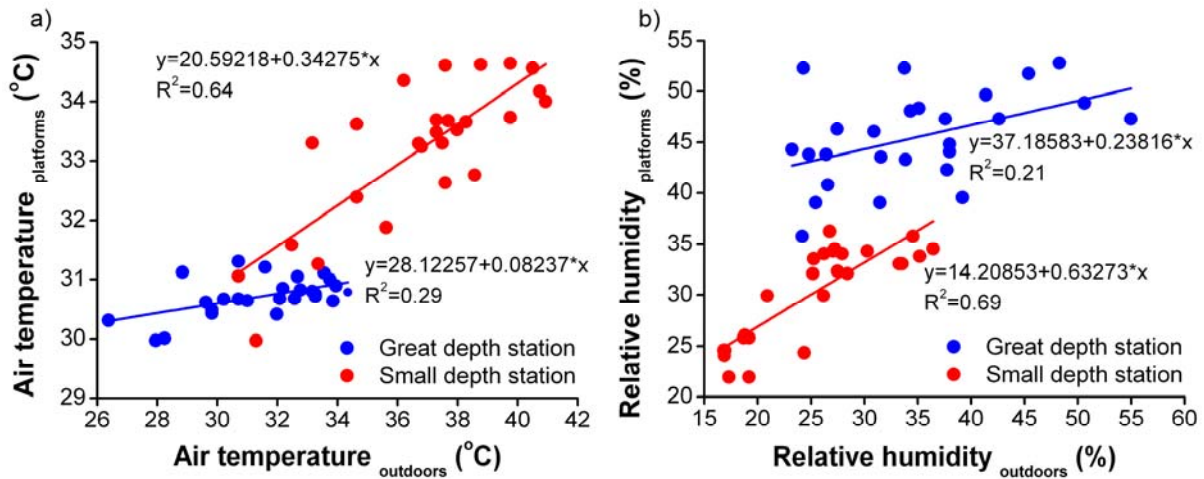 a)
35
34
33
32
31
30
29
Air temperature platforms (°C)
y=20.59218+0.34275*x
R²=0.64
y=28.12257+0.08237*x
R²=0.29
Great depth station
Small depth station
26 28 30 32 34 36 38 40 42
Air temperature outdoors (°C)
b)
55
50
45
40
35
30
25
20
Relative humidity platforms (%)
y=37.18583+0.23816*x
R²=0.21
y=14.20853+0.63273*x
R²=0.69
Great depth station
Small depth station
15 20 25 30 35 40 45 50 55 60
Relative humidity outdoors (%)